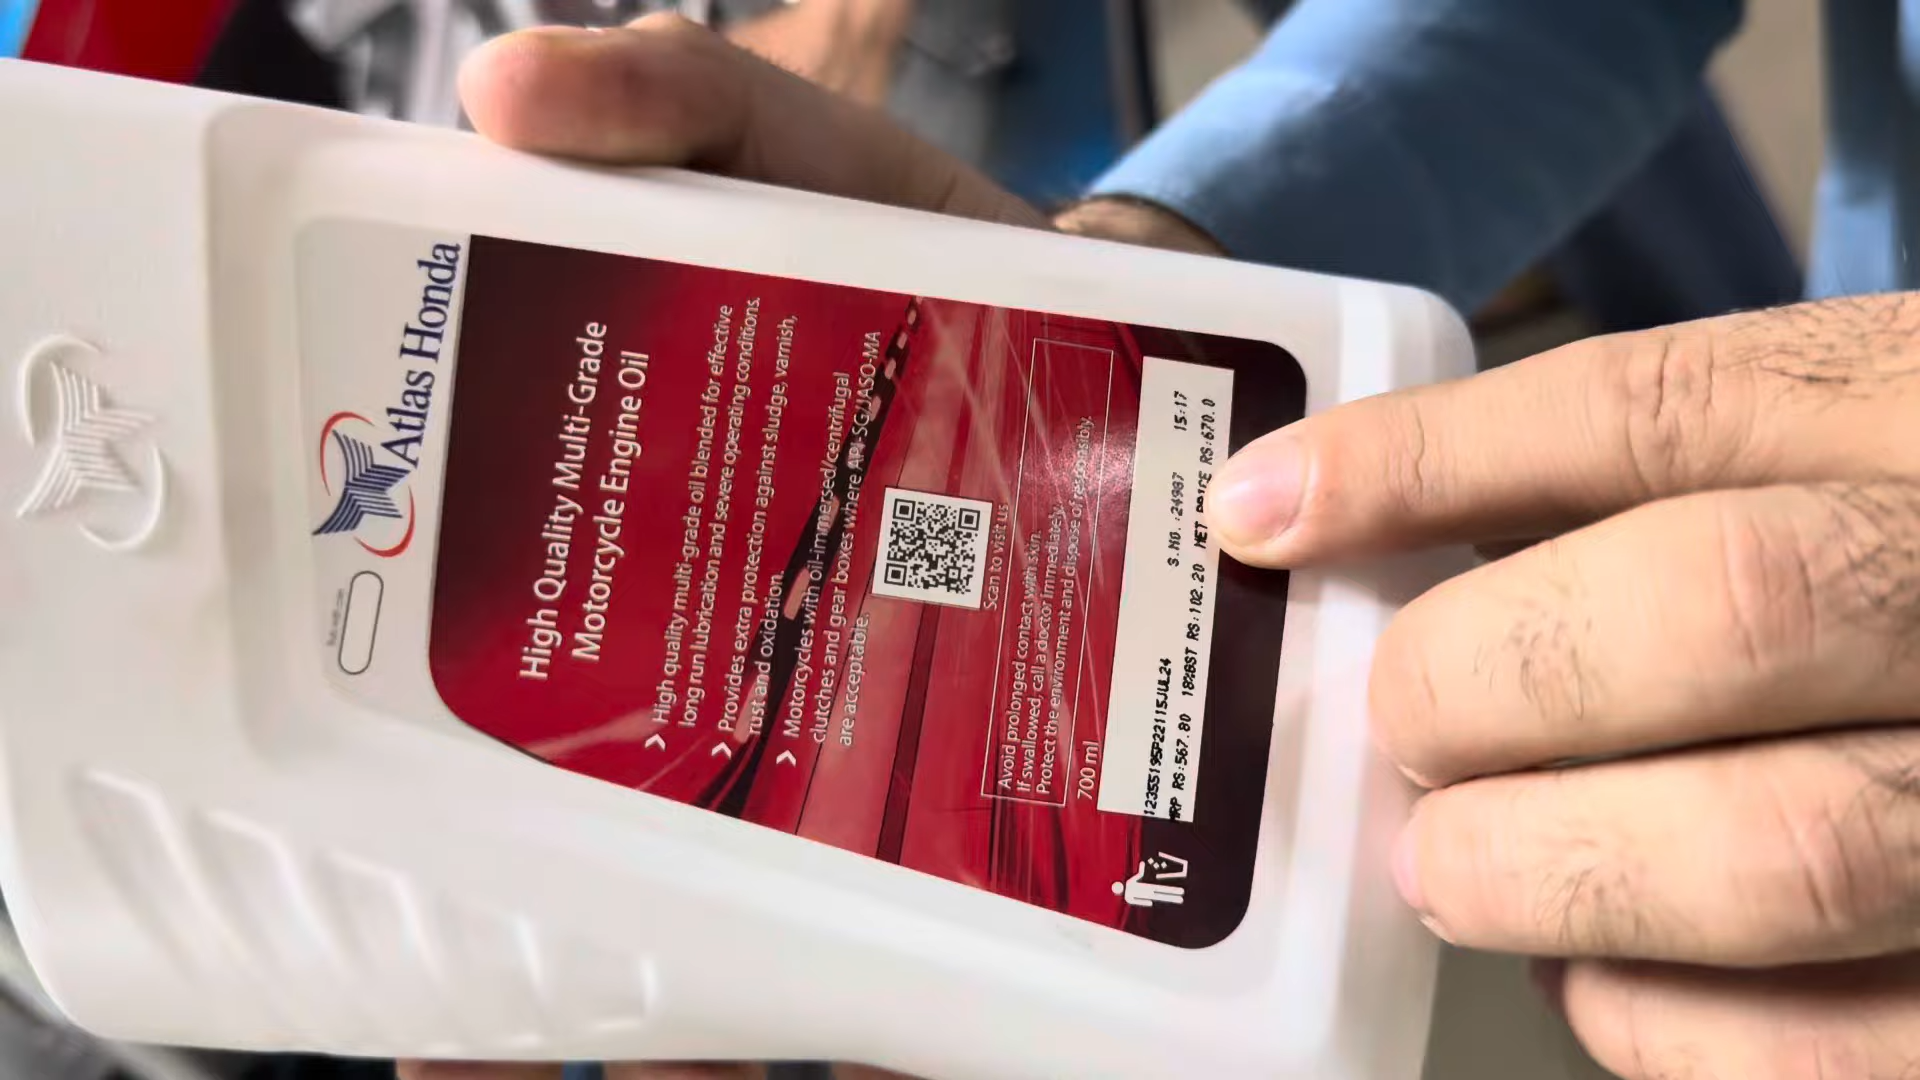 Atlas Honda
High Quality Multi-Grade
Motorcycle Engine Oil
High quality multi-grade oil blended for effective
long run lubrication and severe operating conditions.
Provides extra protection against sludge, varnish,
rust and oxidation.
Motorcycles with oil-immersed/centrifugal
clutches and gear boxes where API-SG/JASO-MA
are acceptable.
Scan to visit us
Avoid prolonged contact with skin.
If swallowed, call a doctor immediately.
Protect the environment and dispose of responsibly.
700 ml
S.NO.:24987 15:17
MRP RS:567.80 18%GST RS:102.20 NET PRICE RS:670.0